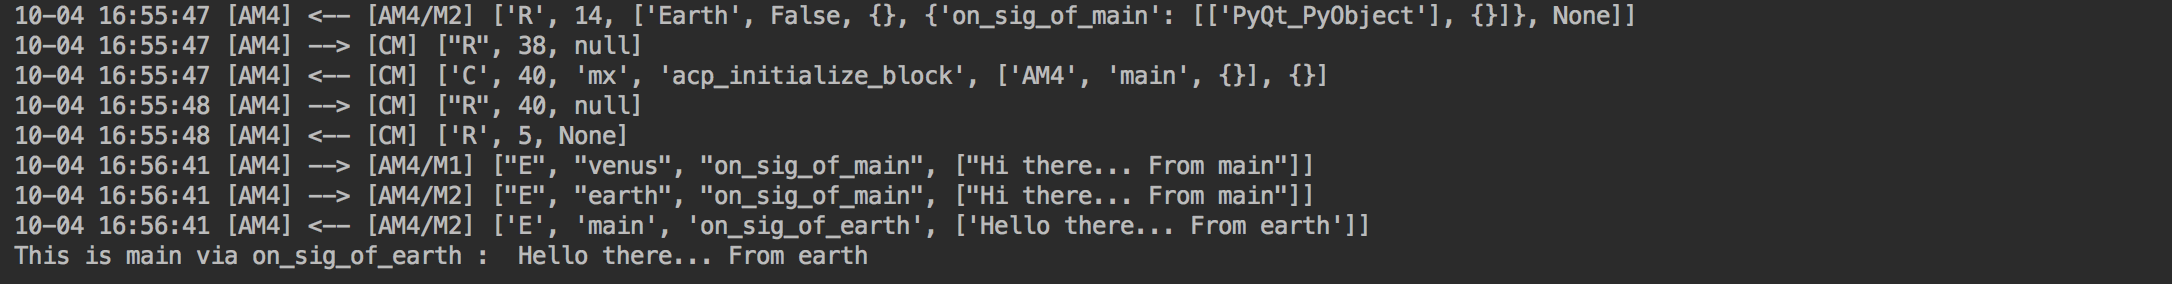 10-04 16:55:47 [AM4] <-- [AM4/M2] ['R', 14, ['Earth', False, {}, {'on_sig_of_main': [[['PyQt_PyObject'], {}]]}, None]]
10-04 16:55:47 [AM4] --> [CM] ["R", 38, null]
10-04 16:55:47 [AM4] <-- [CM] ['C', 40, 'mx', 'acp_initialize_block', ['AM4', 'main', {}], {}]
10-04 16:55:48 [AM4] --> [CM] ["R", 40, null]
10-04 16:55:48 [AM4] <-- [CM] ['R', 5, None]
10-04 16:56:41 [AM4] --> [AM4/M1] ["E", "venus", "on_sig_of_main", ["Hi there... From main"]]
10-04 16:56:41 [AM4] --> [AM4/M2] ["E", "earth", "on_sig_of_main", ["Hi there... From main"]]
10-04 16:56:41 [AM4] <-- [AM4/M2] ['E', 'main', 'on_sig_of_earth', ['Hello there... From earth']]
This is main via on_sig_of_earth :  Hello there... From earth